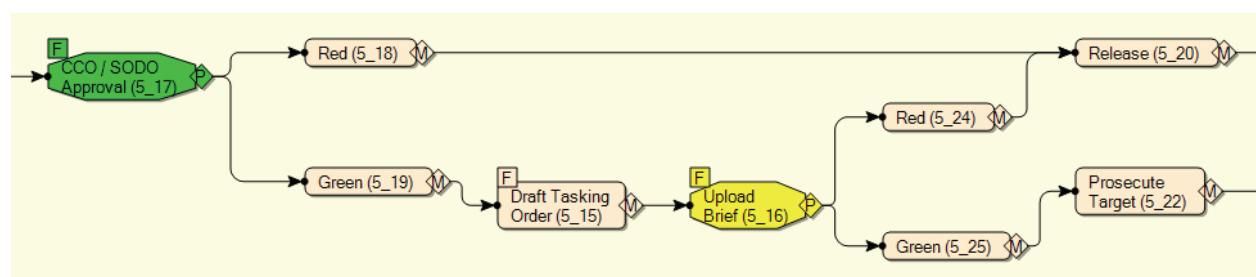 F
CCO / SODO
Approval (5_17)
P
Red (5_18)
M
Release (5_20)
M
Red (5_24)
M
Green (5_19)
M
F
Draft Tasking
Order (5_15)
M
F
Upload
Brief (5_16)
P
Prosecute
Target (5_22)
M
Green (5_25)
M